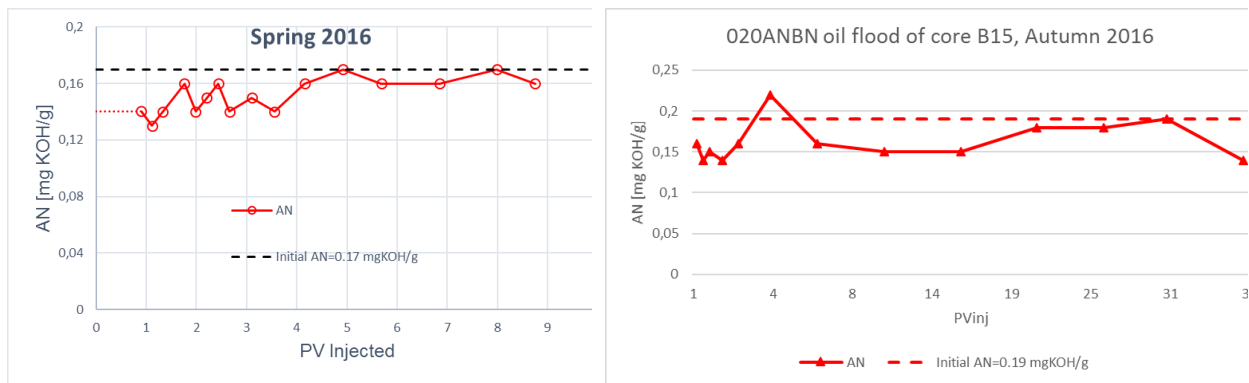 Spring 2016
0,2
0,16
0,12
0,08
0,04
0
AN [mg KOH/g]
0 1 2 3 4 5 6 7 8 9
PV Injected
AN
Initial AN=0.17 mgKOH/g
020ANBN oil flood of core B15, Autumn 2016
0,25
0,2
0,15
0,1
0,05
0
AN [mg KOH/g]
1 4 8 14 19 25 31 3
PVinj
AN Initial AN=0.19 mgKOH/g